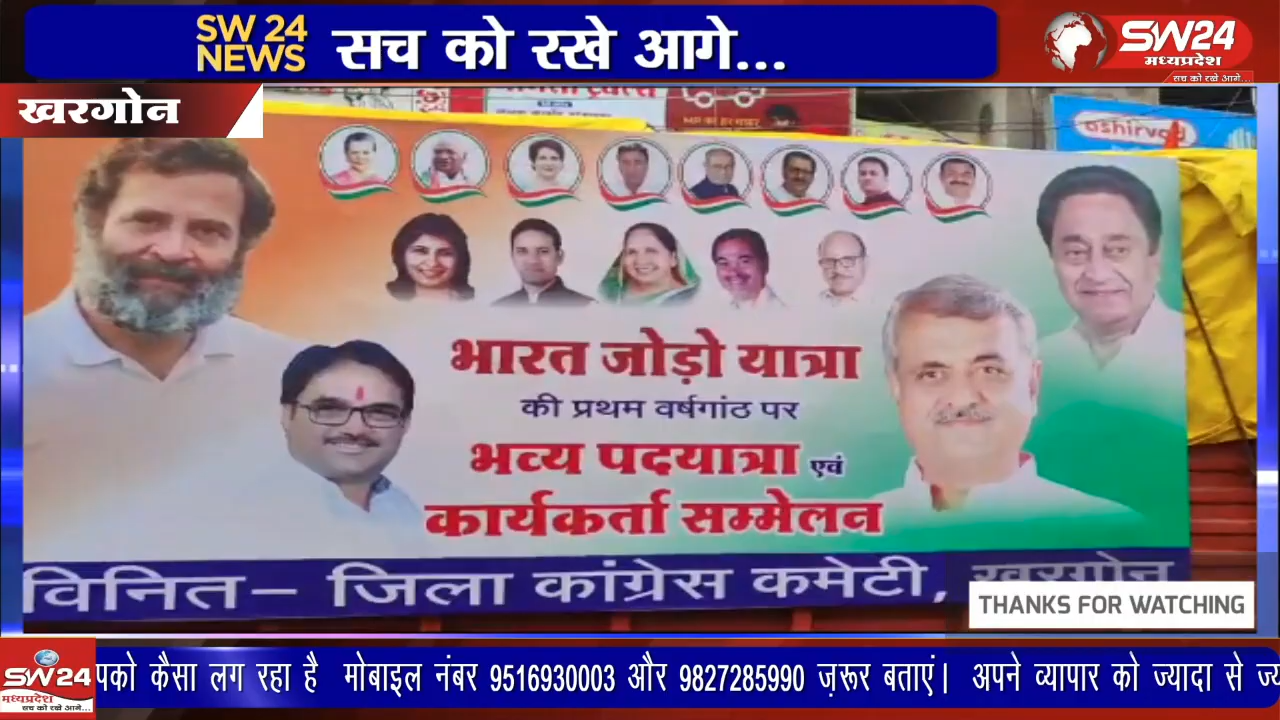 SW 24
NEWS
सच को रखे आगे...
SW24
मध्यप्रदेश
सच को रखे आगे...
खरगोन
ashirvad
भारत जोड़ो यात्रा
की प्रथम वर्षगांठ पर
भव्य पदयात्रा एवं
कार्यकर्ता सम्मेलन
विनित– जिला कांग्रेस कमेटी, खरगोन
THANKS FOR WATCHING
SW24
मध्यप्रदेश
सच को रखे आगे...
पको कैसा लग रहा है मोबाइल नंबर 9516930003 और 9827285990 ज़रूर बताएं। अपने व्यापार को ज्यादा से ज्य